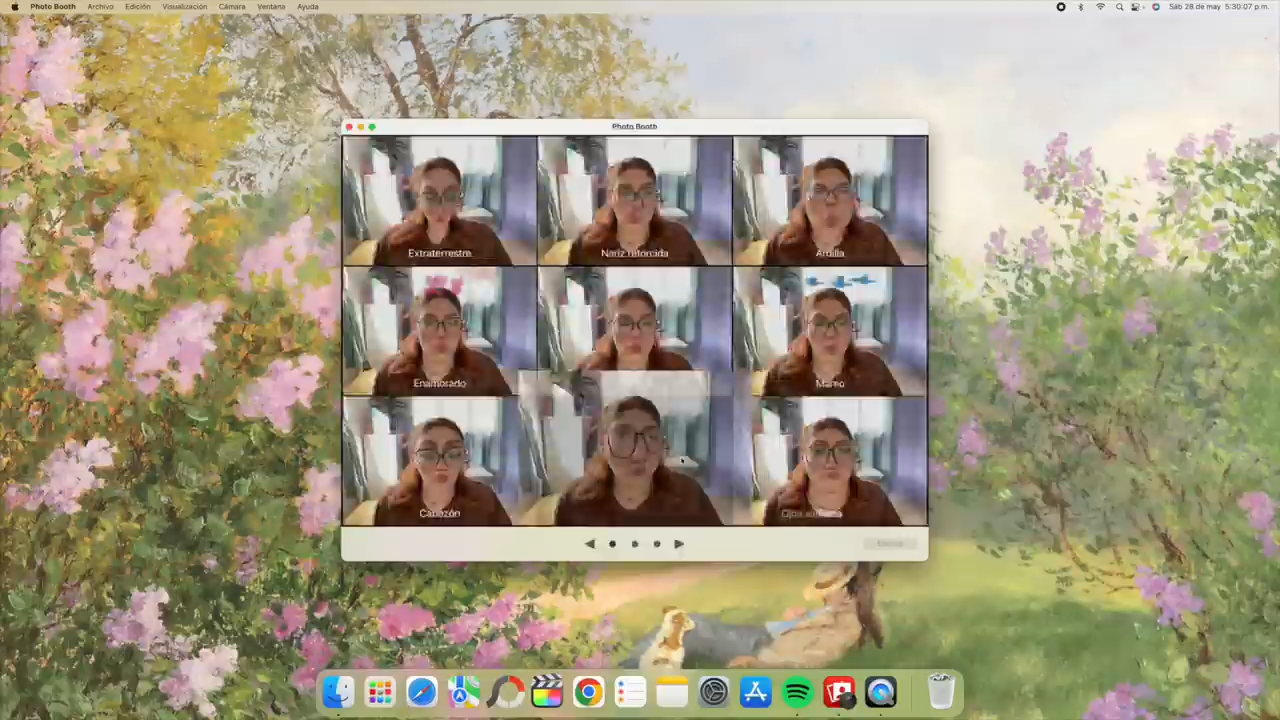 Photo Booth Archivo Edición Visualización Cámara Ventana Ayuda
Sáb 28 de may 5:30:07 p.m.
Photo Booth
Extraterrestre Nariz retorcida Ardilla
Enamorado Mareo
Cabezón Ojos